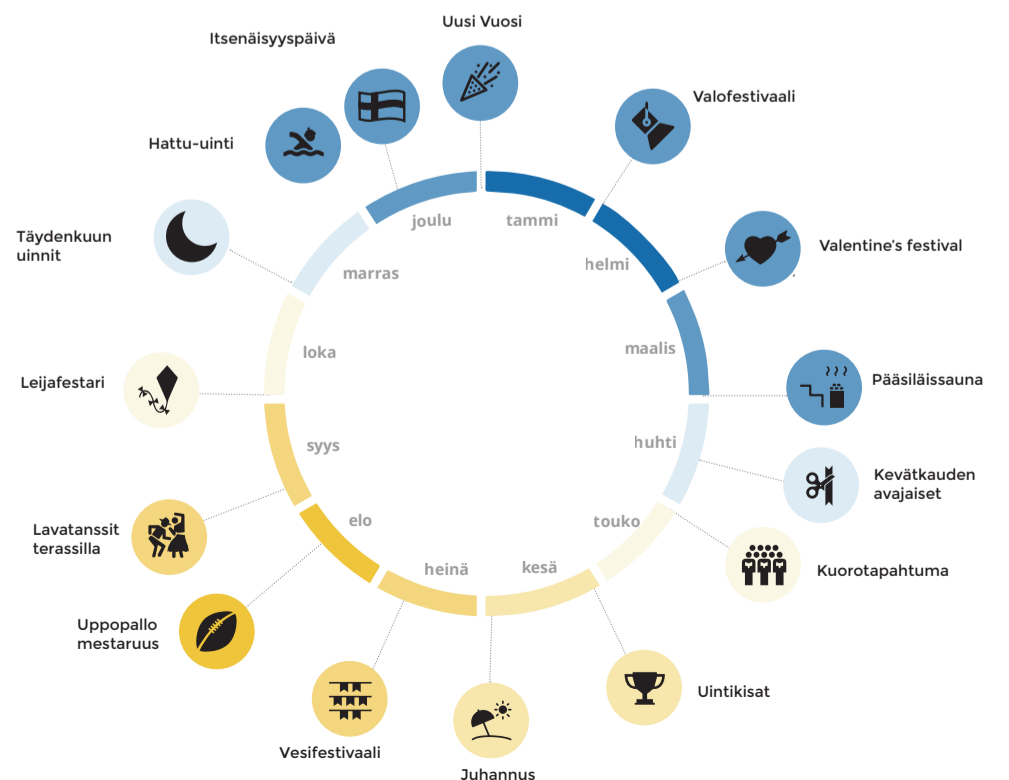 Uusi Vuosi
Itsenäisyyspäivä
Valofestivaali
Hattu-uinti
Täydenkuun
uinnit
Valentine's festival
joulu
tammi
marras
helmi
loka
maalis
Leijafestari
Pääsiläissauna
syys
huhti
Kevätkauden
avajaiset
Lavatanssit
terassilla
elo
touko
heinä
kesä
Kuorotapahtuma
Uppopallo
mestaruus
Uintikisat
Vesifestivaali
Juhannus